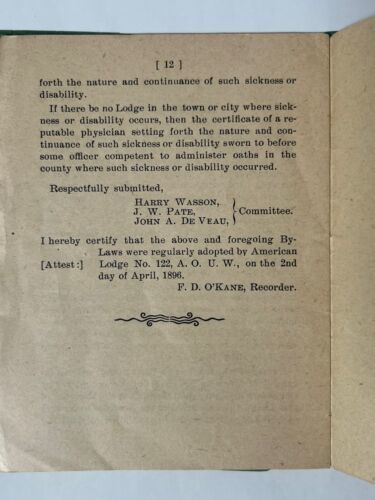 [ 12 ]
forth the nature and continuance of such sickness or
disability.
If there be no Lodge in the town or city where sick-
ness or disability occurs, then the certificate of a re-
putable physician setting forth the nature and con-
tinuance of such sickness or disability sworn to before
some officer competent to administer oaths in the
county where such sickness or disability occurred.
Respectfully submitted,
HARRY WASSON,
J. W. PATE,
JOHN A. DE VEAU,
} Committee.
I hereby certify that the above and foregoing By-
Laws were regularly adopted by American
[Attest:] Lodge No. 122, A. O. U. W., on the 2nd
day of April, 1896.
F. D. O'KANE, Recorder.